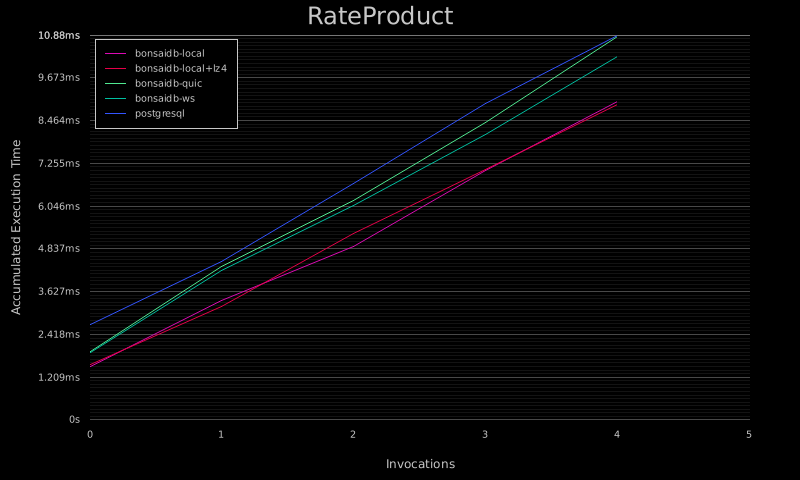 RateProduct
10.88ms
9.673ms
8.464ms
7.255ms
6.046ms
4.837ms
3.627ms
2.418ms
1.209ms
0s
bonsaidb-local
bonsaidb-local+lz4
bonsaidb-quic
bonsaidb-ws
postgresql
Accumulated Execution Time
0 1 2 3 4 5
Invocations